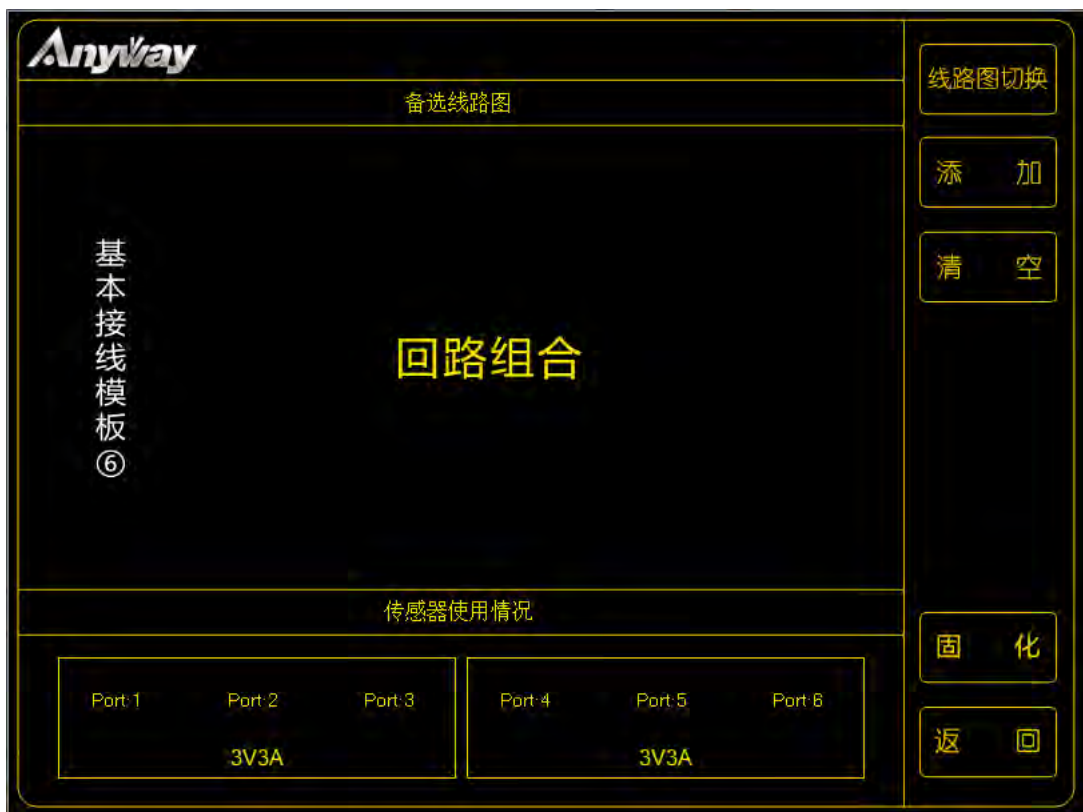 Anyway
备选线路图
基本接线模板⑥
回路组合
传感器使用情况
Port:1 Port:2 Port:3
3V3A
Port:4 Port:5 Port:6
3V3A
线路图切换
添 加
清 空
固 化
返 回